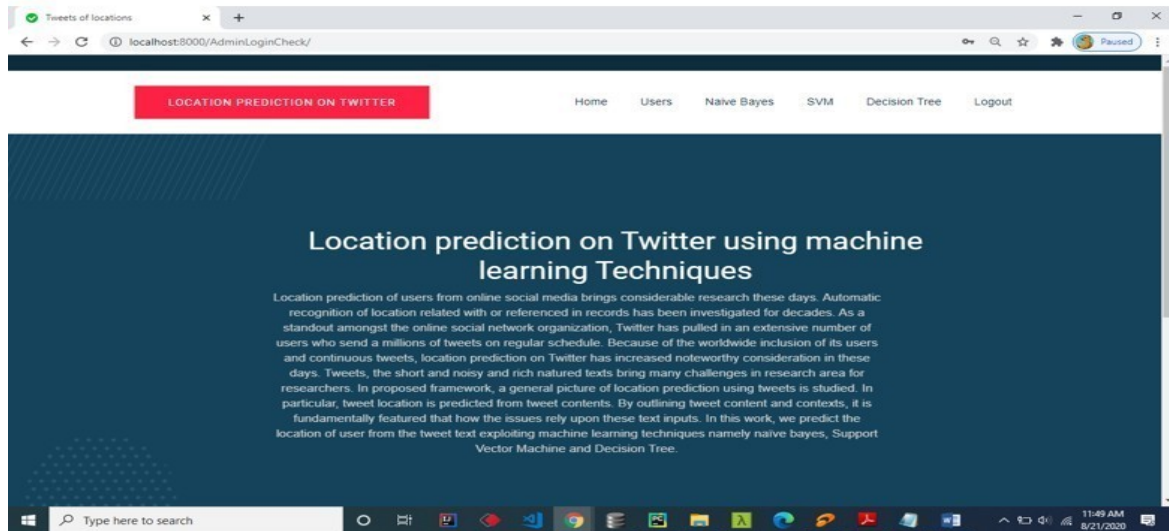 Tweets of locations
localhost:8000/AdminLoginCheck/
Paused
LOCATION PREDICTION ON TWITTER
Home Users Naive Bayes SVM Decision Tree Logout
Location prediction on Twitter using machine
learning Techniques
Location prediction of users from online social media brings considerable research these days. Automatic
recognition of location related with or referenced in records has been investigated for decades. As a
standout amongst the online social network organization, Twitter has pulled in an extensive number of
users who send a millions of tweets on regular schedule. Because of the worldwide inclusion of its users
and continuous tweets, location prediction on Twitter has increased noteworthy consideration in these
days. Tweets, the short and noisy and rich natured texts bring many challenges in research area for
researchers. In proposed framework, a general picture of location prediction using tweets is studied. In
particular, tweet location is predicted from tweet contents. By outlining tweet content and contexts, it is
fundamentally featured that how the issues rely upon these text inputs. In this work, we predict the
location of user from the tweet text exploiting machine learning techniques namely naïve bayes, Support
Vector Machine and Decision Tree.
Type here to search
11:49 AM
8/21/2020